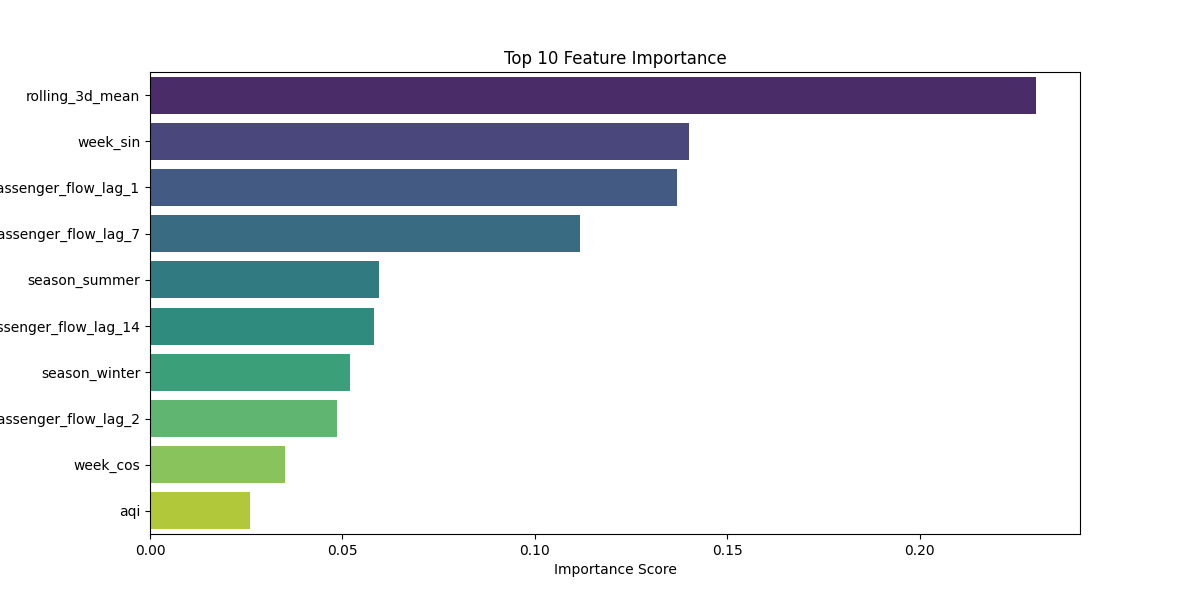 Top 10 Feature Importance
rolling_3d_mean
week_sin
assenger_flow_lag_1
assenger_flow_lag_7
season_summer
ssenger_flow_lag_14
season_winter
assenger_flow_lag_2
week_cos
aqi
0.00 0.05 0.10 0.15 0.20
Importance Score